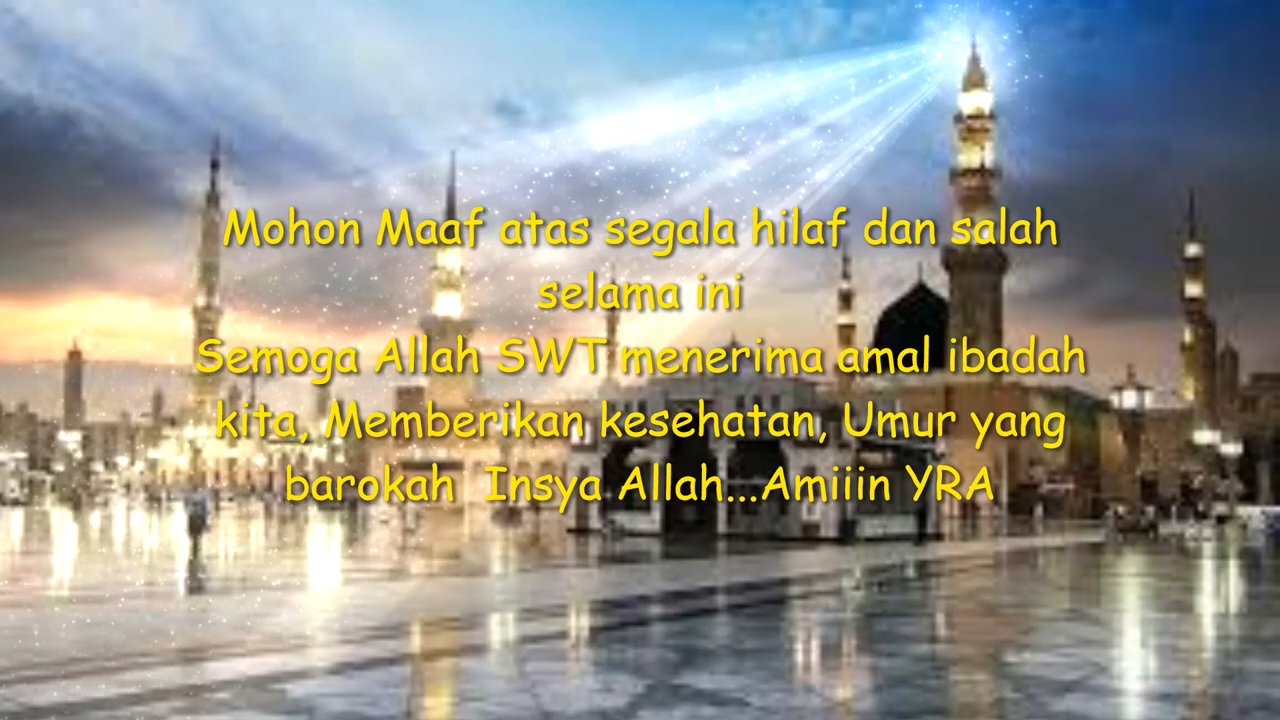 Mohon Maaf atas segala hilaf dan salah
selama ini
Semoga Allah SWT menerima amal ibadah
kita, Memberikan kesehatan, Umur yang
barokah  Insya Allah...Amiiin YRA